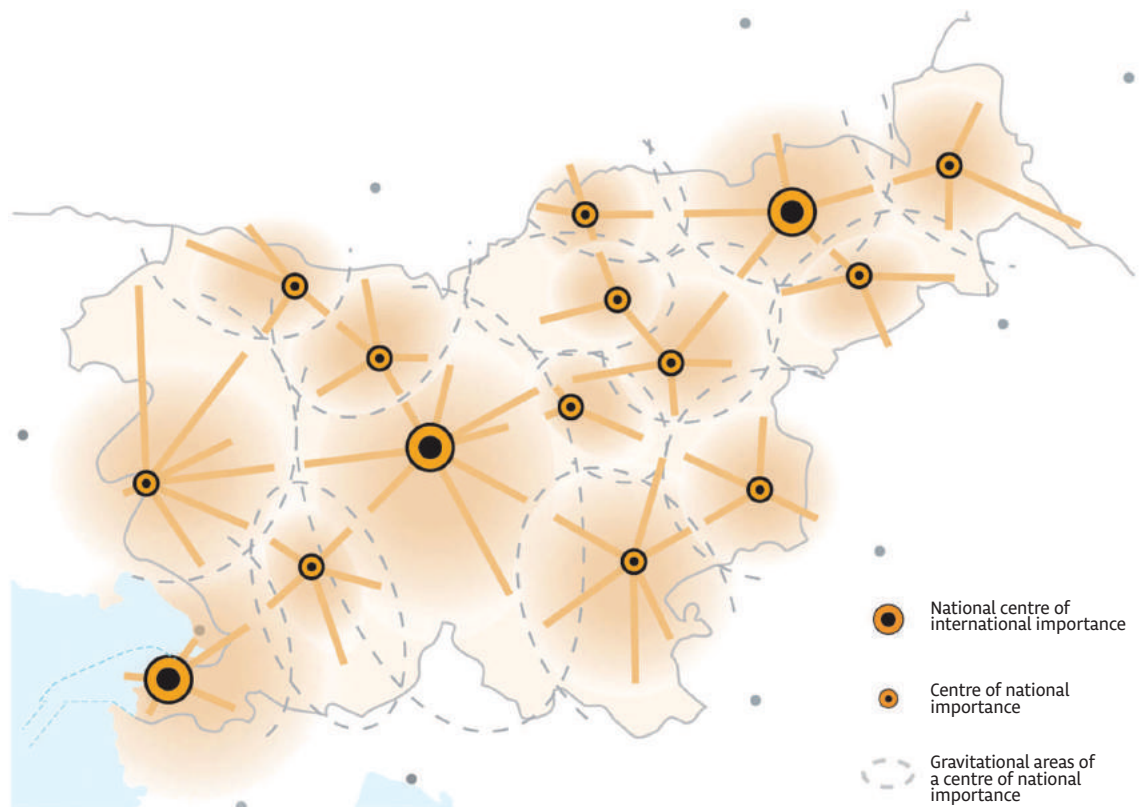 National centre of
international importance
Centre of national
importance
Gravitational areas of
a centre of national
importance